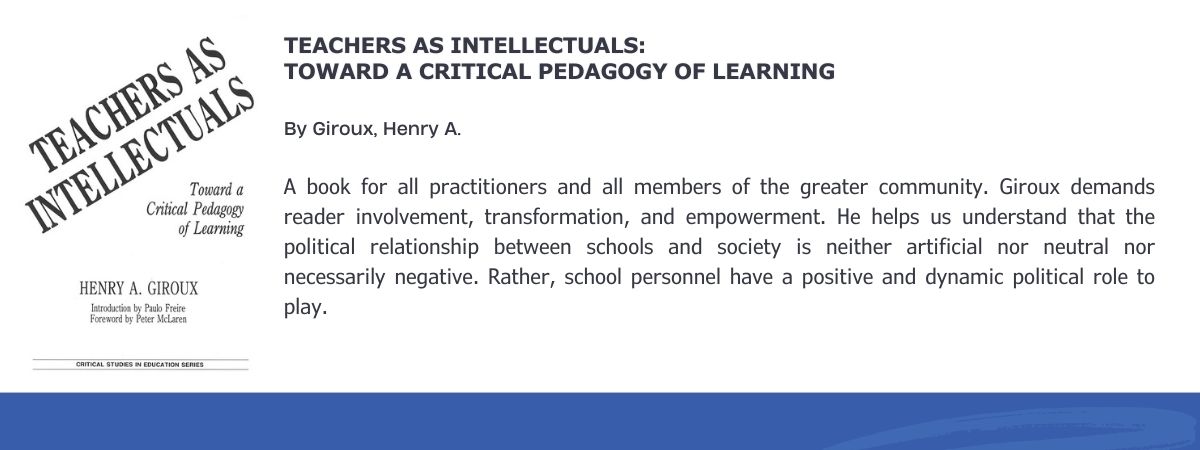 TEACHERS AS
INTELLECTUALS
Toward a
Critical Pedagogy
of Learning
HENRY A. GIROUX
Introduction by Paulo Freire
Foreword by Peter McLaren
CRITICAL STUDIES IN EDUCATION SERIES
TEACHERS AS INTELLECTUALS:
TOWARD A CRITICAL PEDAGOGY OF LEARNING
By Giroux, Henry A.
A book for all practitioners and all members of the greater community. Giroux demands
reader involvement, transformation, and empowerment. He helps us understand that the
political relationship between schools and society is neither artificial nor neutral nor
necessarily negative. Rather, school personnel have a positive and dynamic political role to
play.